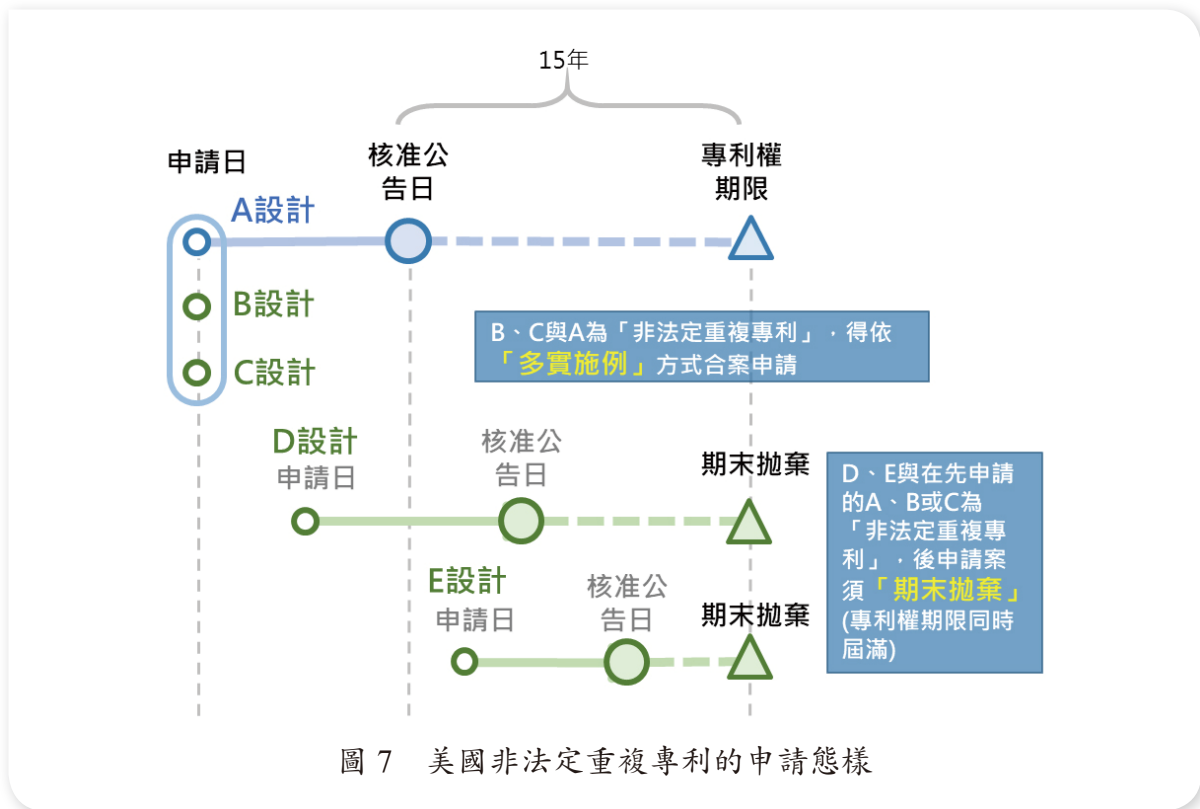 15年
申請日
核准公
告日
專利權
期限
A設計
B設計
C設計
B、C與A為「非法定重複專利」，得依
「多實施例」方式合案申請
D設計
申請日
核准公
告日
期末拋棄
D、E與在先申請
的A、B或C為
「非法定重複專
利」，後申請案
須「期末拋棄」
(專利權期限同時
屆滿)
E設計
申請日
核准公
告日
期末拋棄
圖 7 美國非法定重複專利的申請態樣